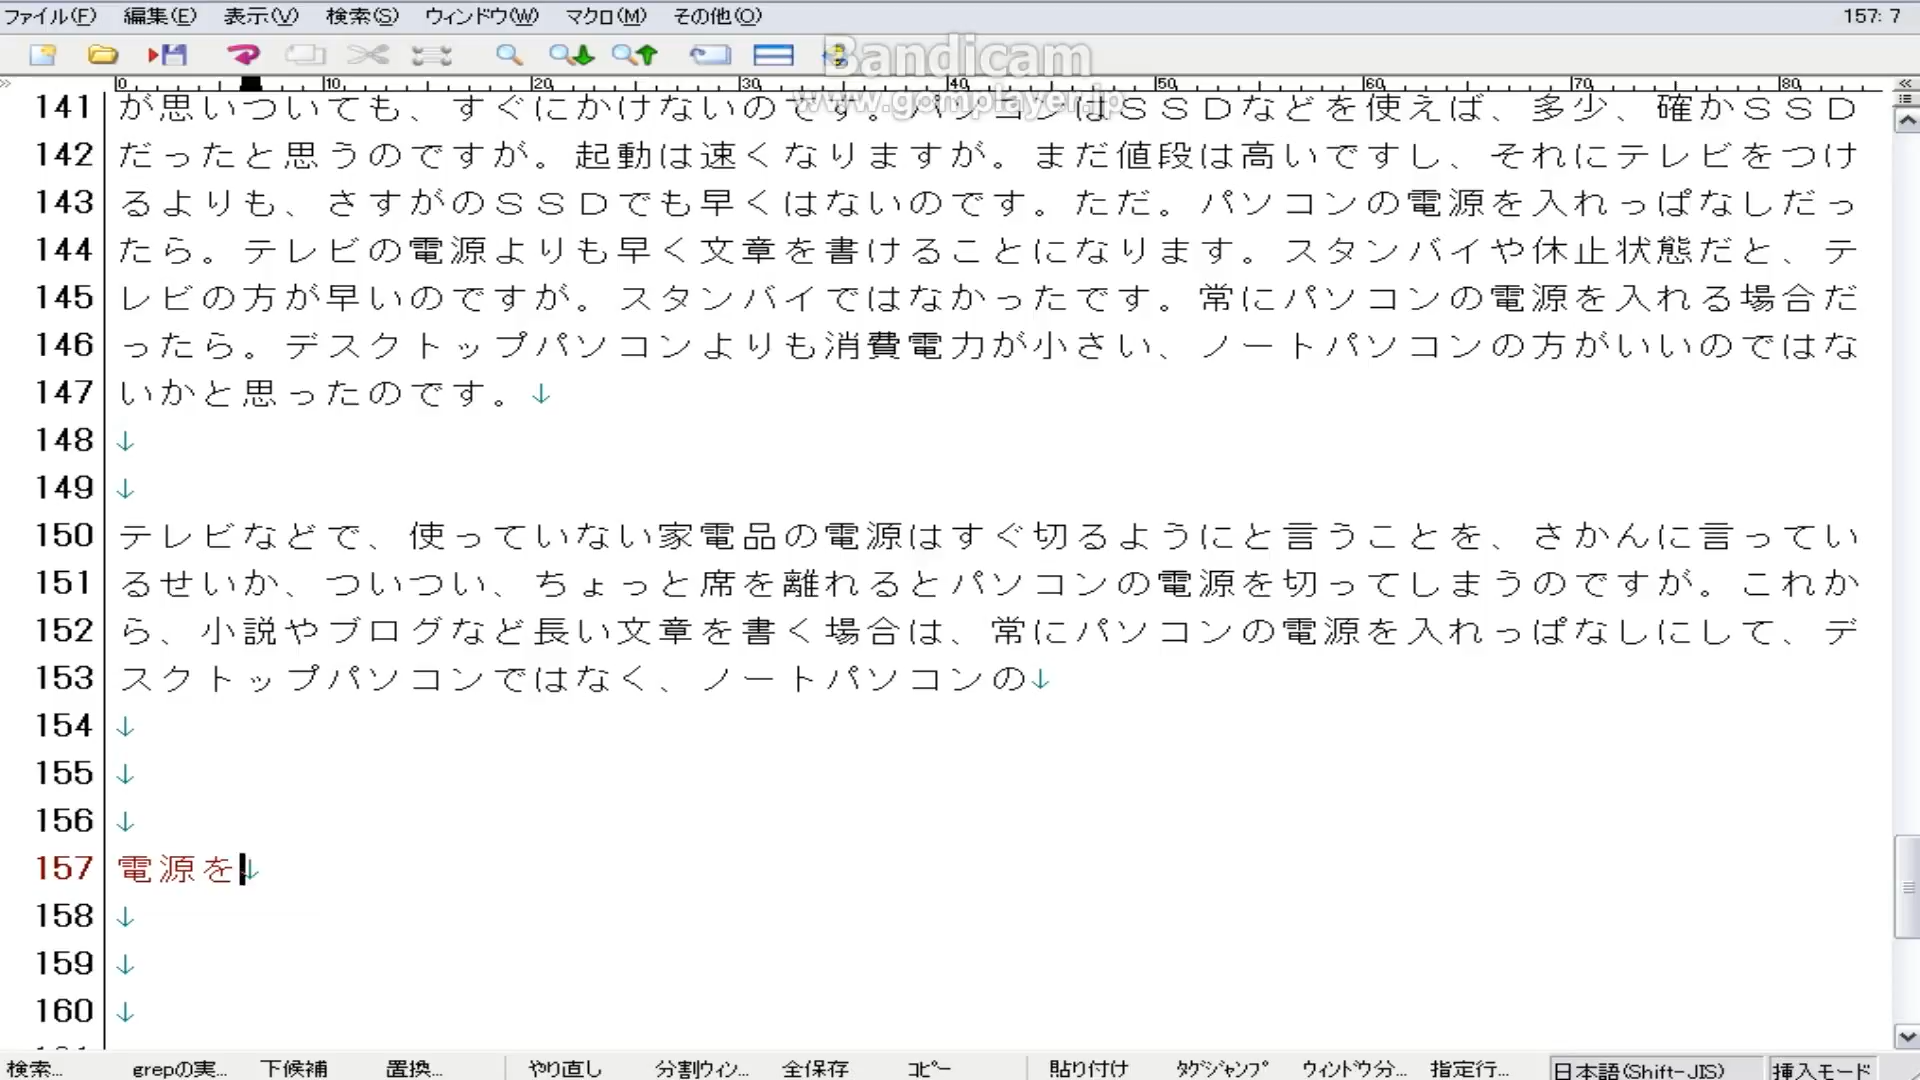 ファイル(F) 編集(E) 表示(V) 検索(S) ウィンドウ(W) マクロ(M) その他(O) 157: 7
Bandicam
www.gomplayer.jp
0 10 20 30 40 50 60 70 80
141 が思いついても、すぐにかけないのです。パソコンはＳＳＤなどを使えば、多少、確かＳＳＤ
142 だったと思うのですが。起動は速くなりますが。まだ値段は高いですし、それにテレビをつけ
143 るよりも、さすがのＳＳＤでも早くはないのです。ただ。パソコンの電源を入れっぱなしだっ
144 たら。テレビの電源よりも早く文章を書けることになります。スタンバイや休止状態だと、テ
145 レビの方が早いのですが。スタンバイではなかったです。常にパソコンの電源を入れる場合だ
146 ったら。デスクトップパソコンよりも消費電力が小さい、ノートパソコンの方がいいのではな
147 いかと思ったのです。↓
148 ↓
149 ↓
150 テレビなどで、使っていない家電品の電源はすぐ切るようにと言うことを、さかんに言ってい
151 るせいか、ついつい、ちょっと席を離れるとパソコンの電源を切ってしまうのですが。これか
152 ら、小説やブログなど長い文章を書く場合は、常にパソコンの電源を入れっぱなしにして、デ
153 スクトップパソコンではなく、ノートパソコンの↓
154 ↓
155 ↓
156 ↓
157 電源を↓
158 ↓
159 ↓
160 ↓
検索... grepの実... 下候補 置換... やり直し 分割ウィン... 全保存 コピー 貼り付け タグジャンプ ウィンドウ分... 指定行... 日本語(Shift-JIS) 挿入モード